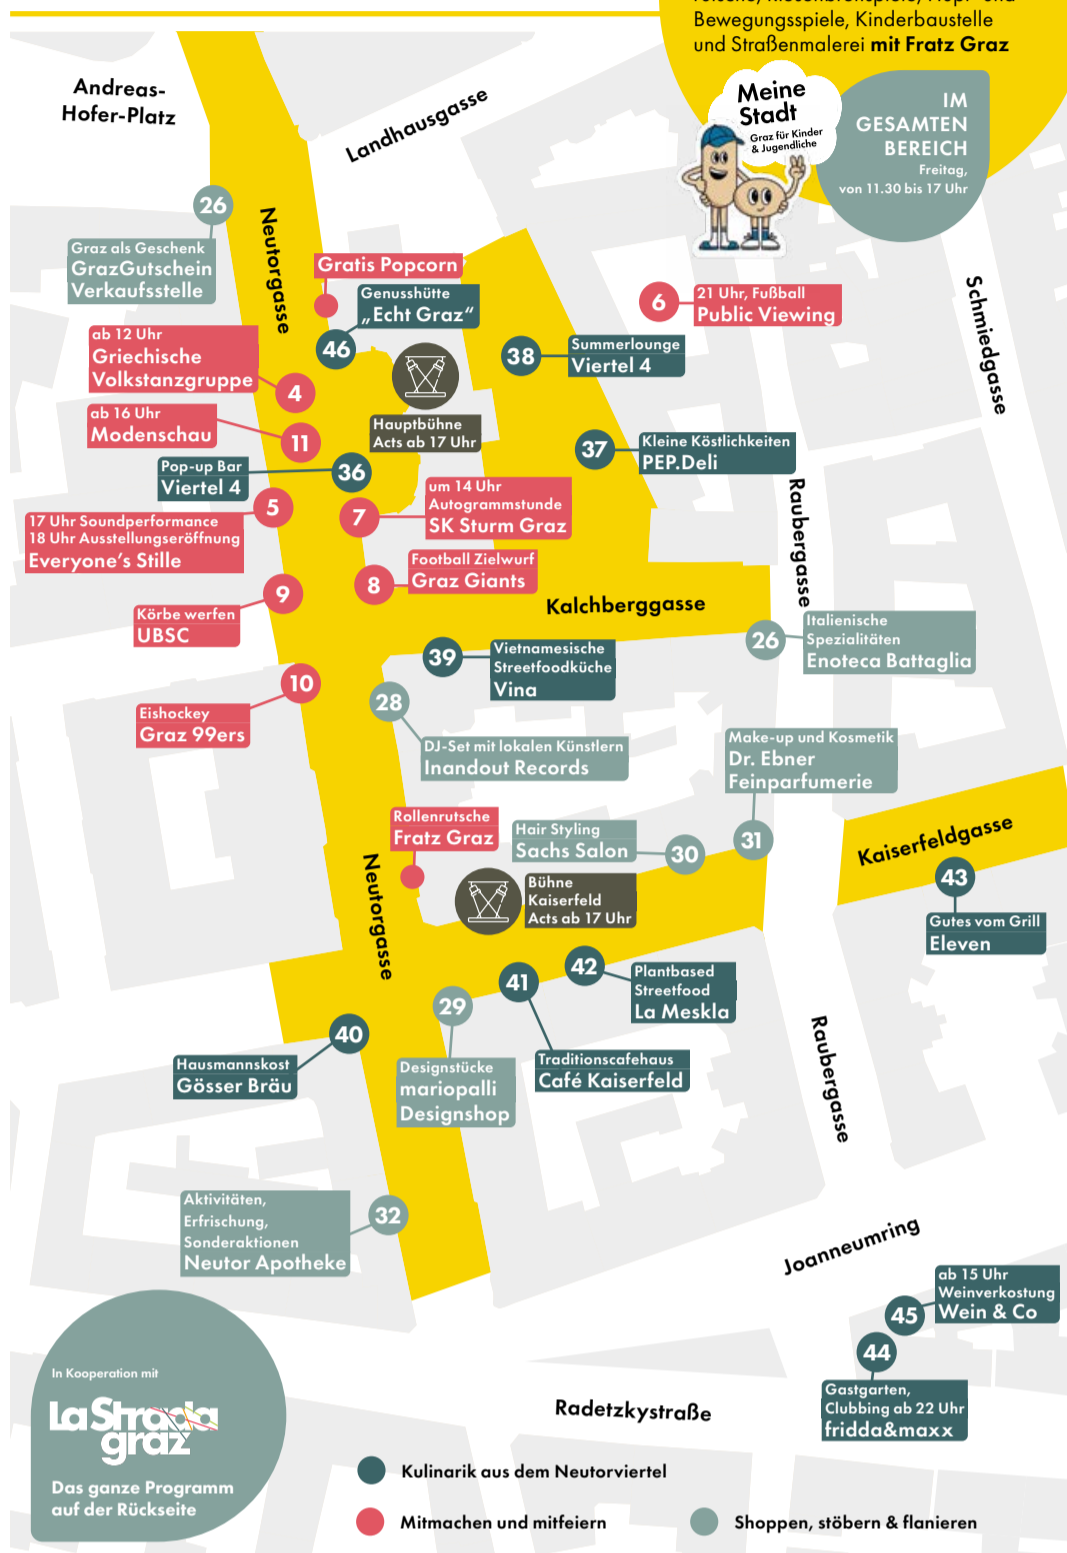 Bewegungsspiele, Kinderbaustelle
und Straßenmalerei mit Fratz Graz
Meine
Stadt
Graz für Kinder
& Jugendliche
IM
GESAMTEN
BEREICH
Freitag,
von 11.30 bis 17 Uhr
Andreas-
Hofer-Platz
Landhausgasse
Neutorgasse
Schmiedgasse
26
Graz als Geschenk
GrazGutschein
Verkaufsstelle
Gratis Popcorn
Genusshütte
„Echt Graz“
46
6
21 Uhr, Fußball
Public Viewing
ab 12 Uhr
Griechische
Volkstanzgruppe
4
38
Summerlounge
Viertel 4
ab 16 Uhr
Modenschau
11
Hauptbühne
Acts ab 17 Uhr
37
Kleine Köstlichkeiten
PEP.Deli
Pop-up Bar
Viertel 4
36
um 14 Uhr
Autogrammstunde
SK Sturm Graz
7
Raubergasse
17 Uhr Soundperformance
18 Uhr Ausstellungseröffnung
Everyone’s Stille
5
Football Zielwurf
Graz Giants
8
Körbe werfen
UBSC
9
Kalchberggasse
26
Italienische
Spezialitäten
Enoteca Battaglia
39
Vietnamesische
Streetfoodküche
Vina
10
Eishockey
Graz 99ers
28
DJ-Set mit lokalen Künstlern
Inandout Records
Make-up und Kosmetik
Dr. Ebner
Feinparfumerie
31
Rollenrutsche
Fratz Graz
Hair Styling
Sachs Salon
30
Kaiserfeldgasse
Neutorgasse
Bühne
Kaiserfeld
Acts ab 17 Uhr
43
Gutes vom Grill
Eleven
42
Plantbased
Streetfood
La Meskla
41
Traditionscafehaus
Café Kaiserfeld
29
Designstücke
mariopalli
Designshop
40
Hausmannskost
Gösser Bräu
Raubergasse
Aktivitäten,
Erfrischung,
Sonderaktionen
Neutor Apotheke
32
Joanneumring
ab 15 Uhr
Weinverkostung
Wein & Co
45
44
Gastgarten,
Clubbing ab 22 Uhr
fridda&maxx
Radetzkystraße
In Kooperation mit
La Strada
graz
Das ganze Programm
auf der Rückseite
Kulinarik aus dem Neutorviertel
Mitmachen und mitfeiern
Shoppen, stöbern & flanieren